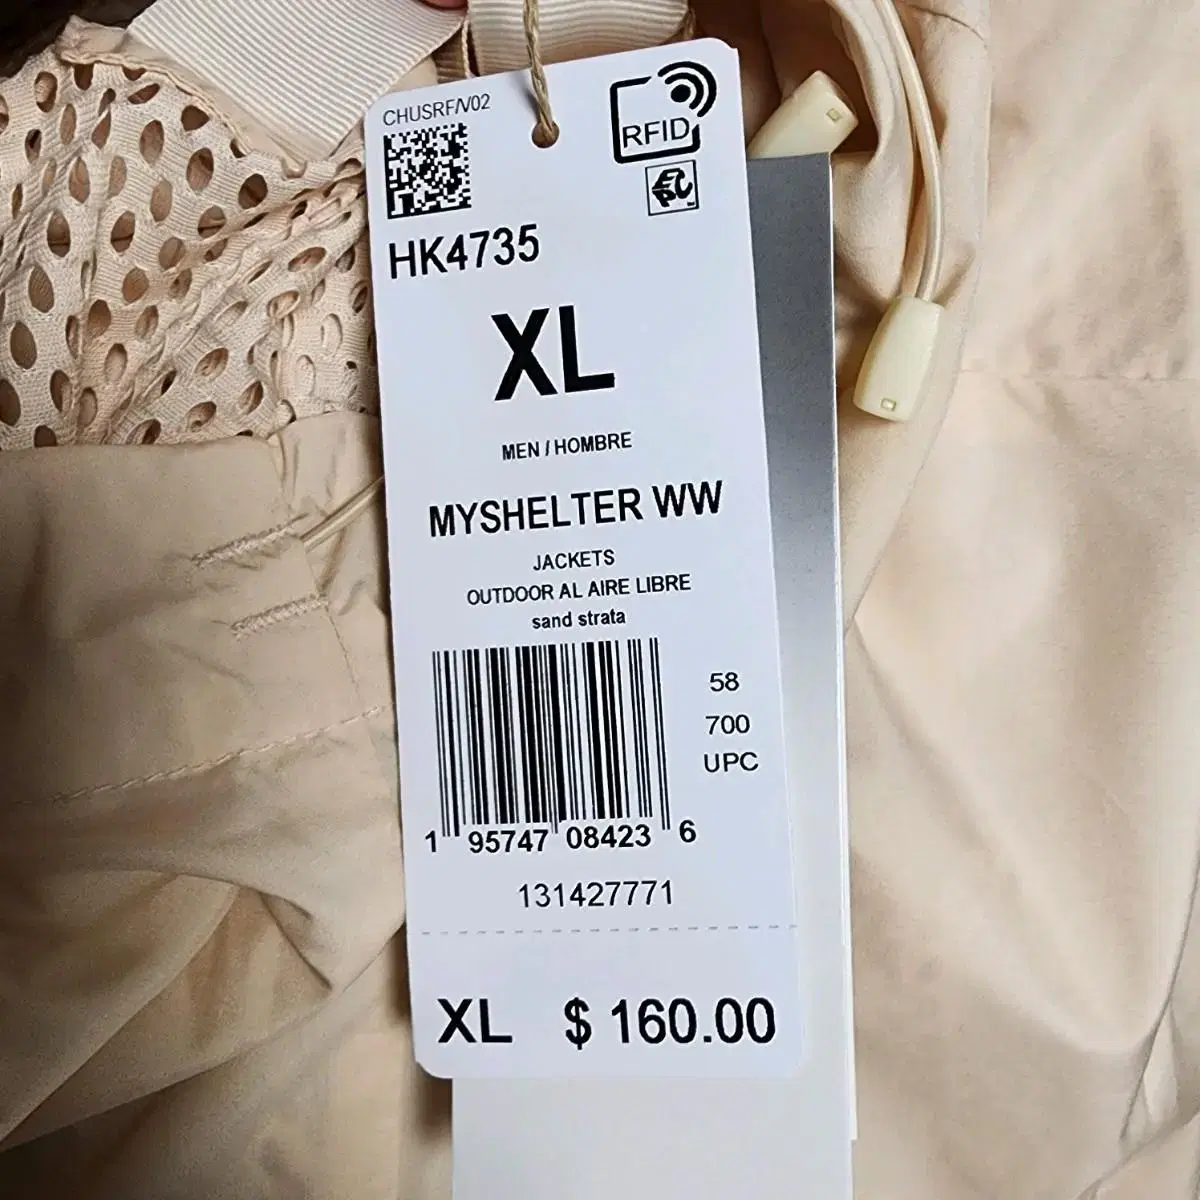 CHUSRF/V02
RFID
EPC
HK4735
XL
MEN / HOMBRE
MYSHELTER WW
JACKETS
OUTDOOR AL AIRE LIBRE
sand strata
58
700
UPC
1 95747 08423 6
131427771
XL $ 160.00